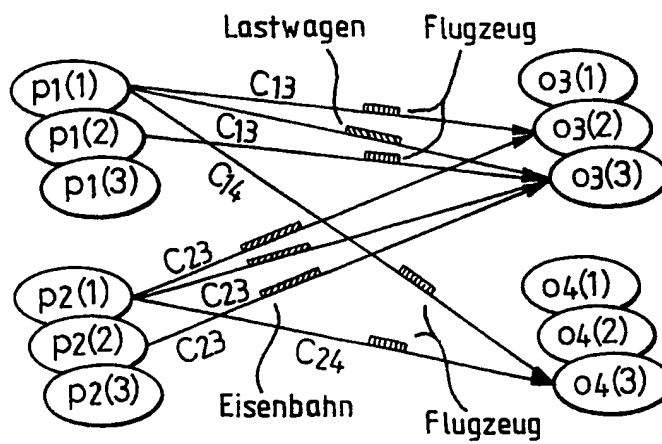 Lastwagen Flugzeug
p1(1) C13 o3(1)
p1(2) C13 o3(2)
p1(3) C14 o3(3)
C23
p2(1) C23 o4(1)
p2(2) C23 C24 o4(2)
p2(3) o4(3)
Eisenbahn Flugzeug